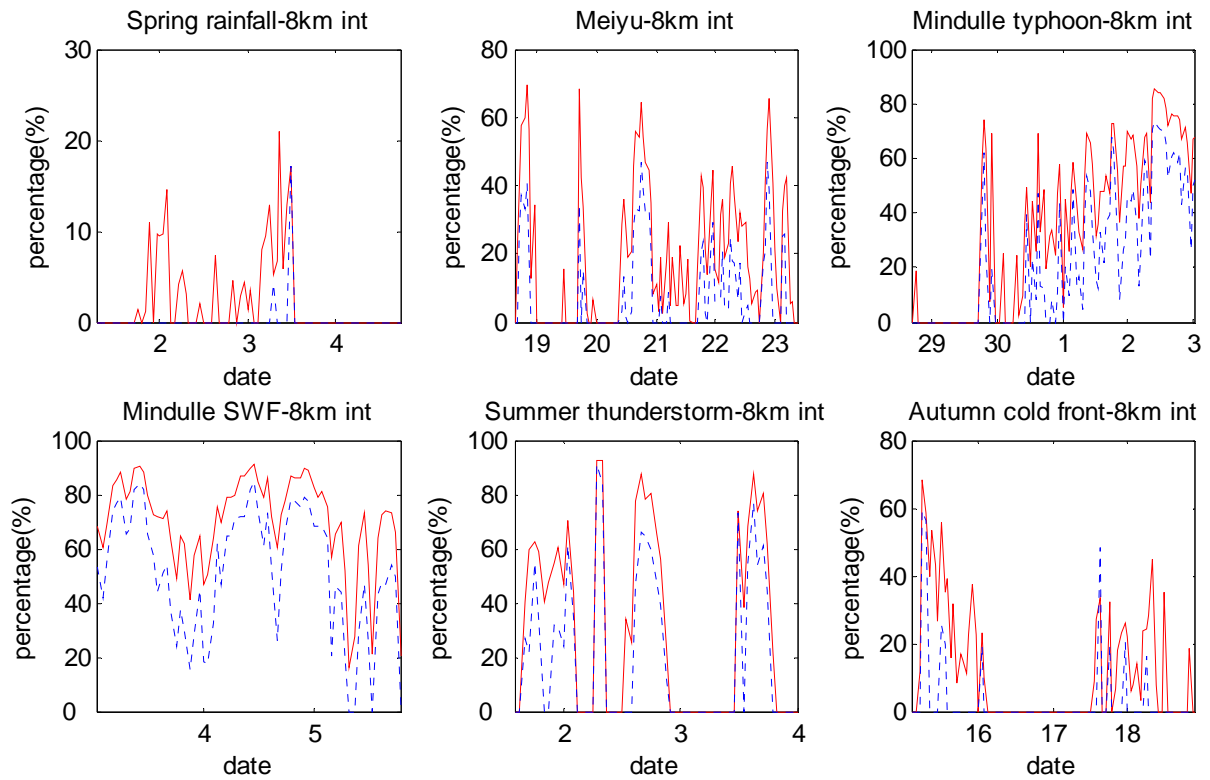 Spring rainfall-8km int
30
20
10
0
percentage(%)
2 3 4
date
Meiyu-8km int
80
60
40
20
0
percentage(%)
19 20 21 22 23
date
Mindulle typhoon-8km int
100
80
60
40
20
0
percentage(%)
29 30 1 2 3
date
Mindulle SWF-8km int
100
80
60
40
20
0
percentage(%)
4 5
date
Summer thunderstorm-8km int
100
80
60
40
20
0
percentage(%)
2 3 4
date
Autumn cold front-8km int
80
60
40
20
0
percentage(%)
16 17 18
date